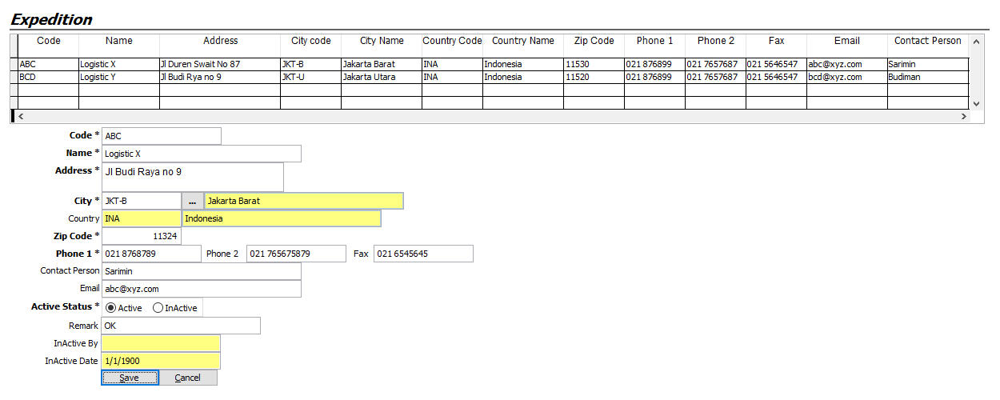 Expedition
Code Name Address City code City Name Country Code Country Name Zip Code Phone 1 Phone 2 Fax Email Contact Person
ABC Logistic X Jl Duren Swait No 87 JKT-B Jakarta Barat INA Indonesia 11530 021 876899 021 7657687 021 5646547 abc@xyz.com Sarimin
BCD Logistic Y Jl Budi Rya no 9 JKT-U Jakarta Utara INA Indonesia 11520 021 876899 021 7657687 021 5646547 bcd@xyz.com Budiman
Code * ABC
Name * Logistic X
Address * Jl Budi Raya no 9
City * JKT-B ... Jakarta Barat
Country INA Indonesia
Zip Code * 11324
Phone 1 * 021 8768789 Phone 2 021 765675879 Fax 021 6545645
Contact Person Sarimin
Email abc@xyz.com
Active Status * Active InActive
Remark OK
InActive By
InActive Date 1/1/1900
Save Cancel